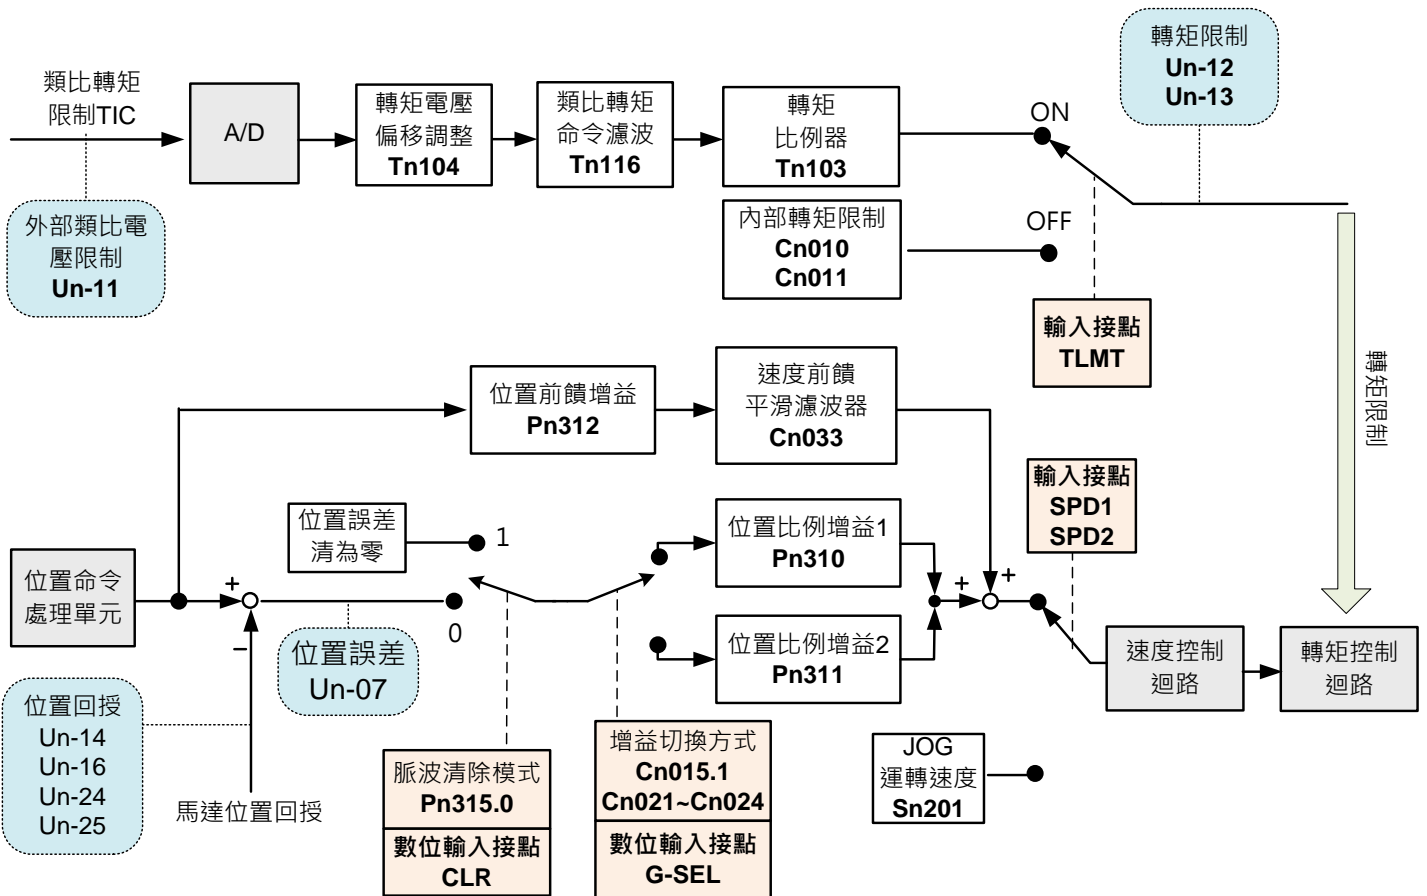 類比轉矩
限制TIC
A/D
轉矩電壓
偏移調整
Tn104
類比轉矩
命令濾波
Tn116
轉矩
比例器
Tn103
ON
轉矩限制
Un-12
Un-13
外部類比電
壓限制
Un-11
內部轉矩限制
Cn010
Cn011
OFF
輸入接點
TLMT
轉矩限制
位置前饋增益
Pn312
速度前饋
平滑濾波器
Cn033
位置誤差
清為零
1
位置比例增益1
Pn310
輸入接點
SPD1
SPD2
位置命令
處理單元
+
−
0
+
+
位置誤差
Un-07
位置比例增益2
Pn311
速度控制
迴路
轉矩控制
迴路
位置回授
Un-14
Un-16
Un-24
Un-25
馬達位置回授
脈波清除模式
Pn315.0
數位輸入接點
CLR
增益切換方式
Cn015.1
Cn021~Cn024
數位輸入接點
G-SEL
JOG
運轉速度
Sn201